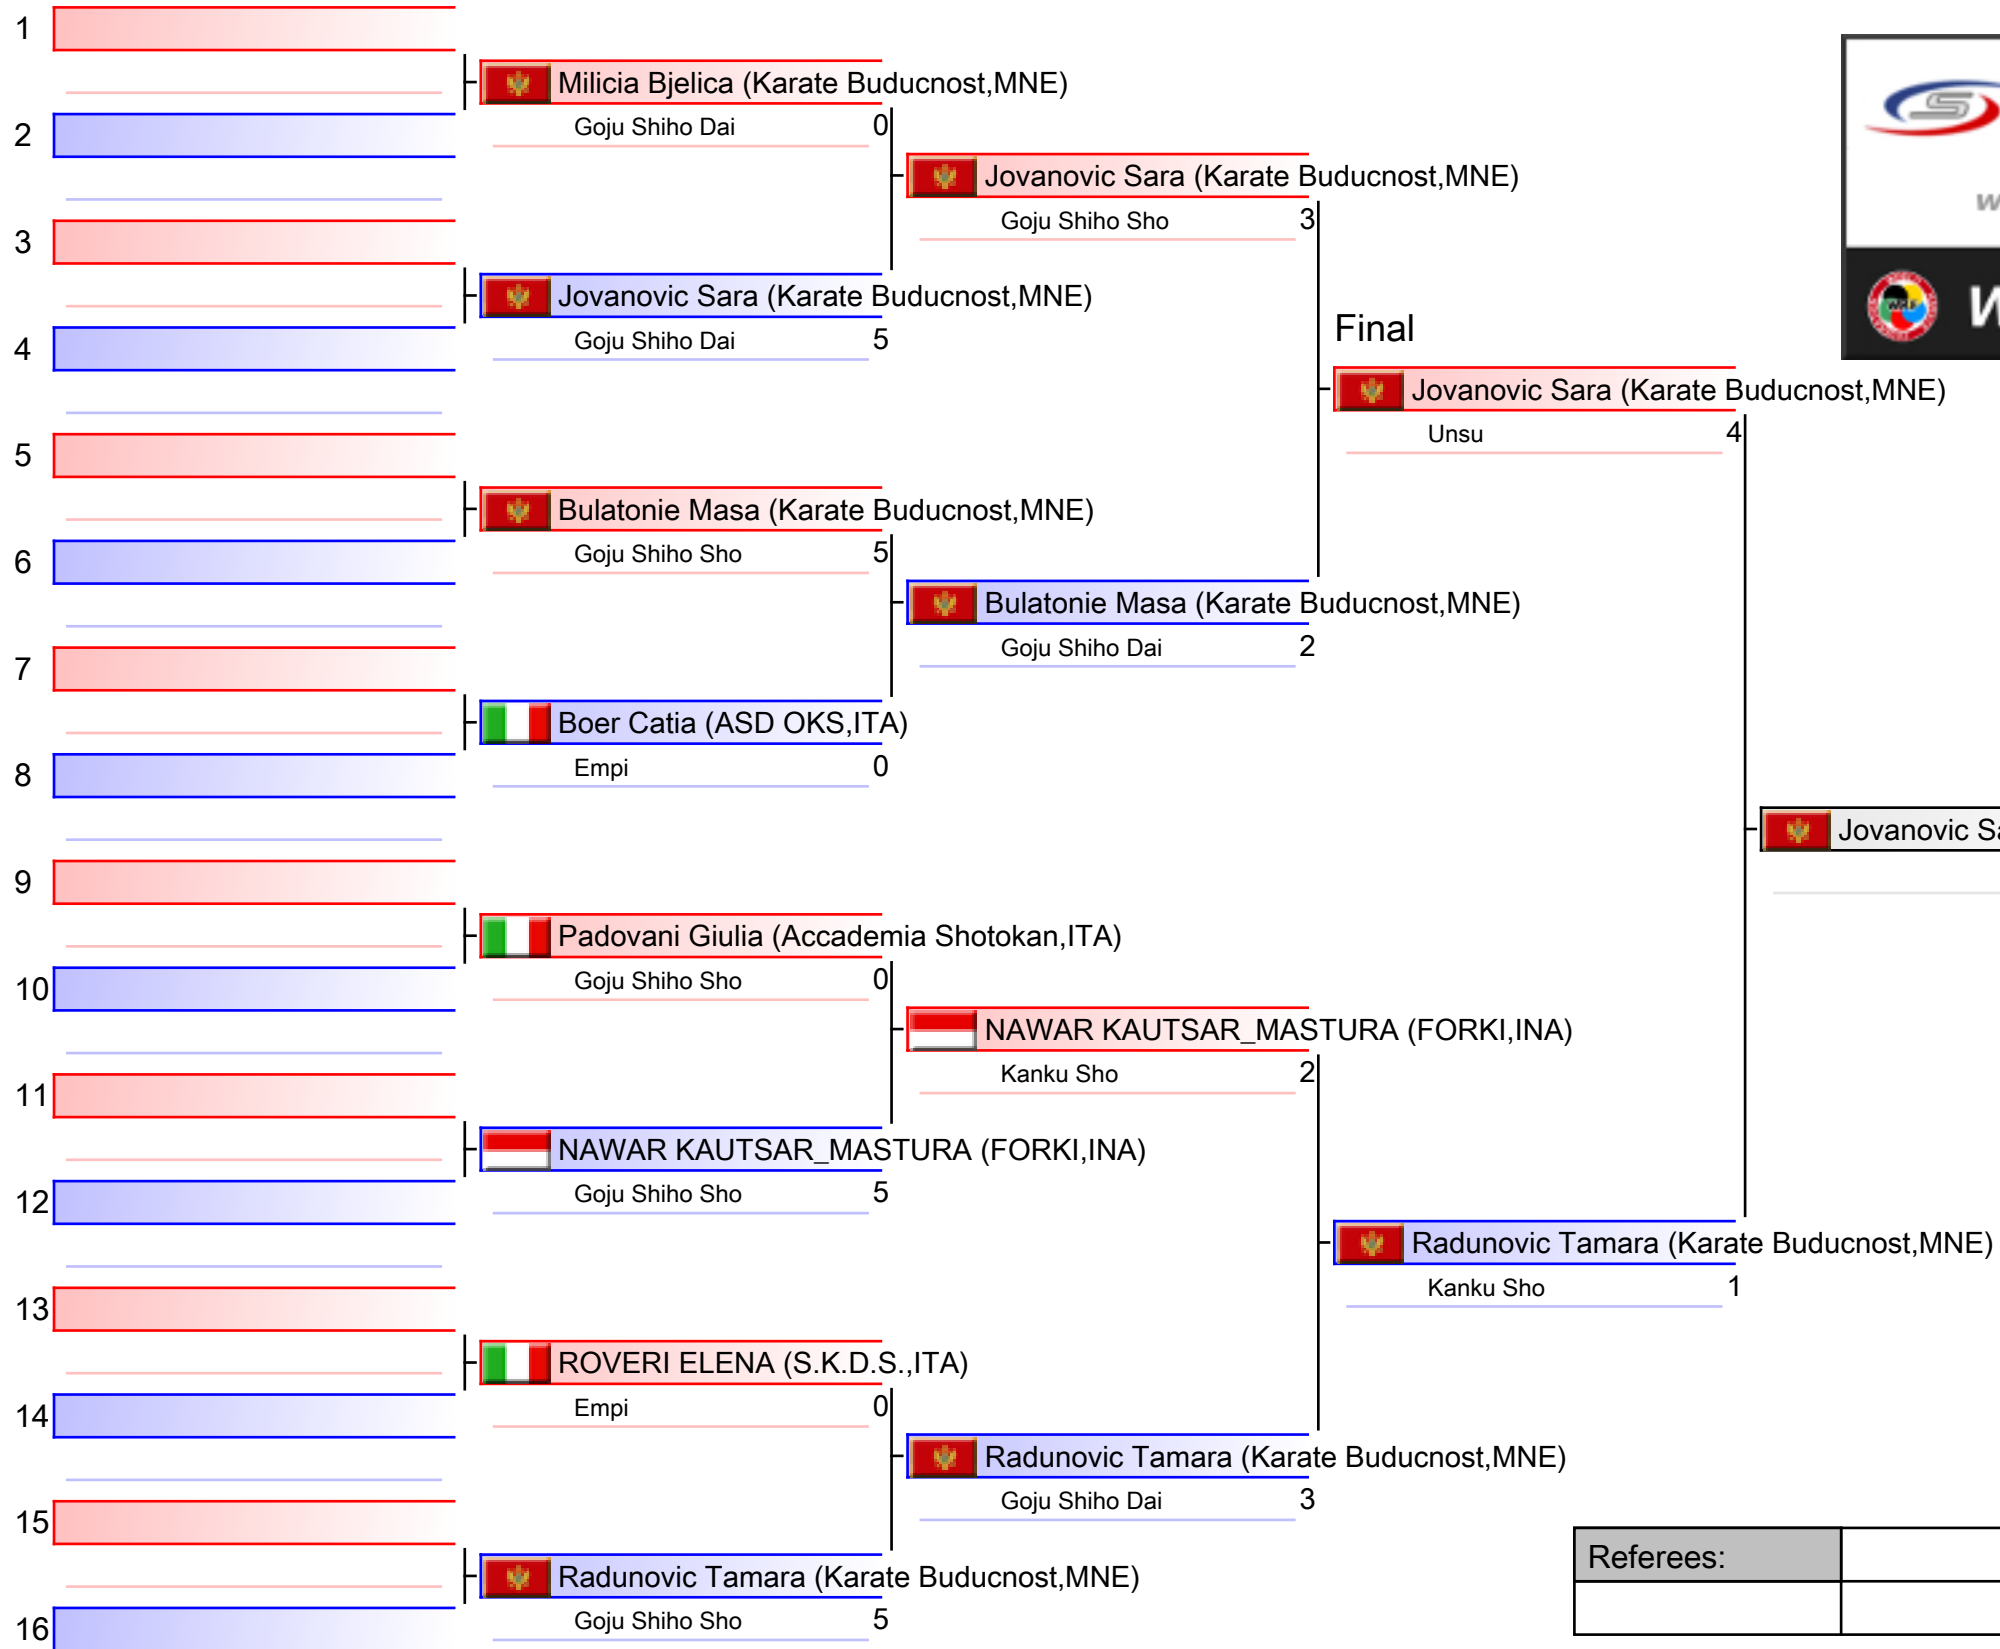 1
Milicia Bjelica (Karate Buducnost,MNE)
Goju Shiho Dai 0
2
Jovanovic Sara (Karate Buducnost,MNE)
Goju Shiho Sho 3
3
Jovanovic Sara (Karate Buducnost,MNE)
Goju Shiho Dai 5
4
Final
Jovanovic Sara (Karate Buducnost,MNE)
Unsu 4
5
Bulatonie Masa (Karate Buducnost,MNE)
Goju Shiho Sho 5
6
Bulatonie Masa (Karate Buducnost,MNE)
Goju Shiho Dai 2
7
Boer Catia (ASD OKS,ITA)
Empi 0
8
Jovanovic Sa
9
Padovani Giulia (Accademia Shotokan,ITA)
Goju Shiho Sho 0
10
NAWAR KAUTSAR_MASTURA (FORKI,INA)
Kanku Sho 2
11
NAWAR KAUTSAR_MASTURA (FORKI,INA)
Goju Shiho Sho 5
12
Radunovic Tamara (Karate Buducnost,MNE)
Kanku Sho 1
13
ROVERI ELENA (S.K.D.S.,ITA)
Empi 0
14
Radunovic Tamara (Karate Buducnost,MNE)
Goju Shiho Dai 3
15
Radunovic Tamara (Karate Buducnost,MNE)
Goju Shiho Sho 5
16
Referees:
S
w
WKF
W